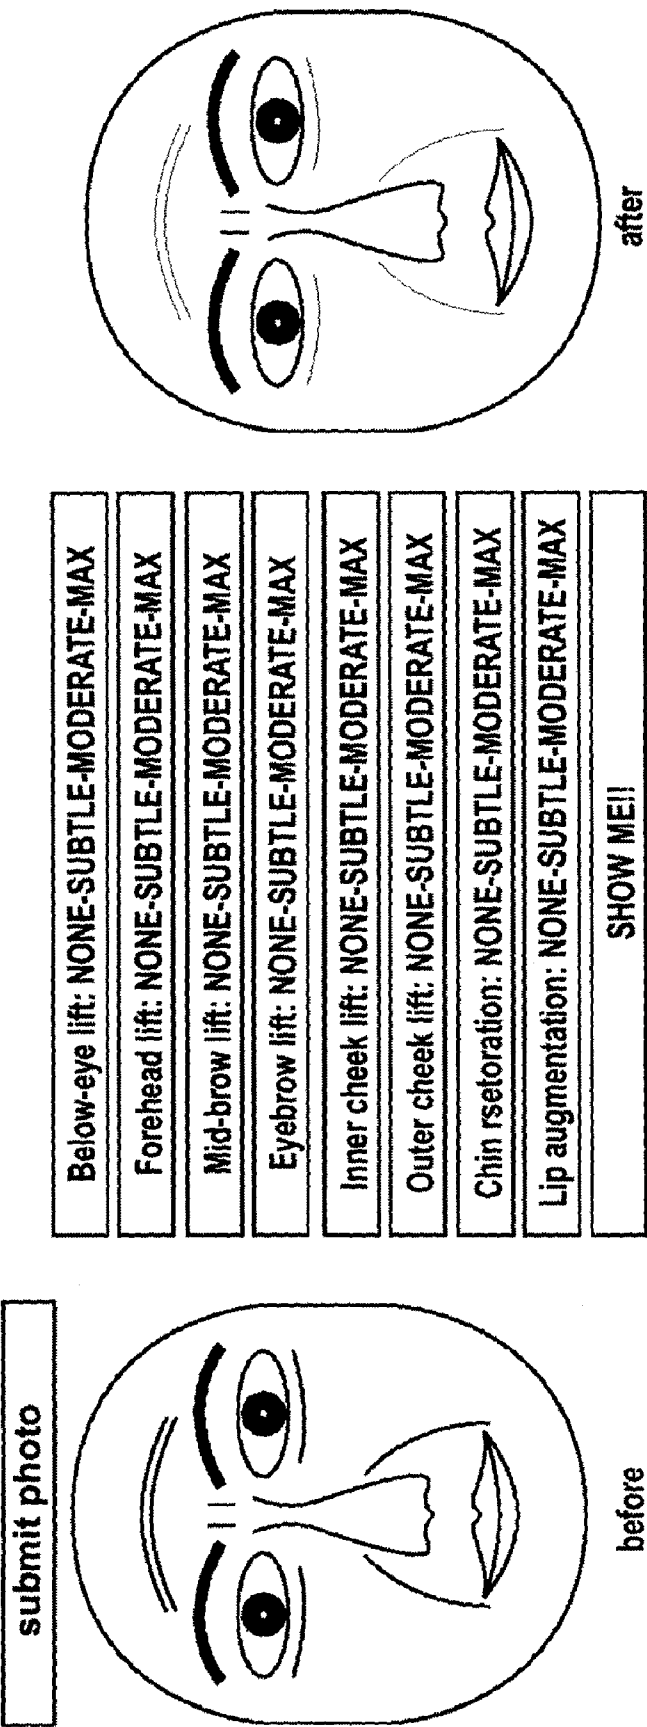 submit photo
before
Below-eye lift: NONE-SUBTLE-MODERATE-MAX
Forehead lift: NONE-SUBTLE-MODERATE-MAX
Mid-brow lift: NONE-SUBTLE-MODERATE-MAX
Eyebrow lift: NONE-SUBTLE-MODERATE-MAX
Inner cheek lift: NONE-SUBTLE-MODERATE-MAX
Outer cheek lift: NONE-SUBTLE-MODERATE-MAX
Chin rsetoration: NONE-SUBTLE-MODERATE-MAX
Lip augmentation: NONE-SUBTLE-MODERATE-MAX
SHOW ME!!
after